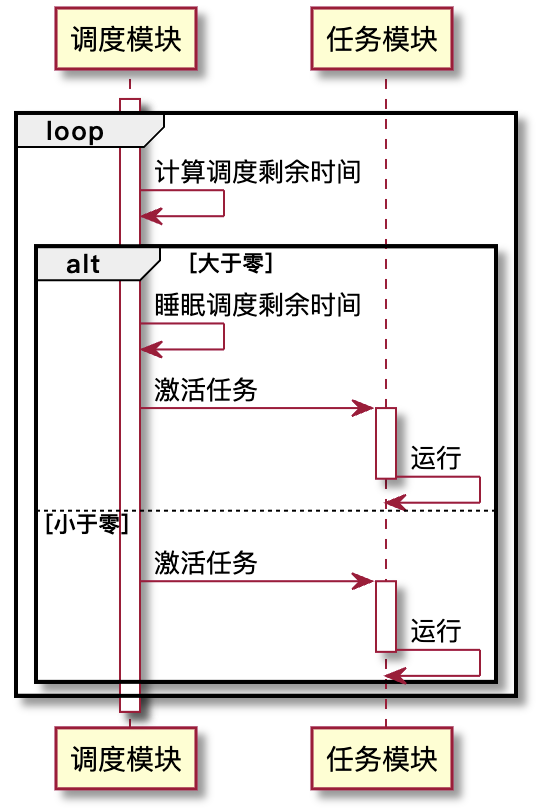 调度模块
任务模块
loop
计算调度剩余时间
alt
[大于零]
睡眠调度剩余时间
激活任务
运行
[小于零]
激活任务
运行
调度模块
任务模块